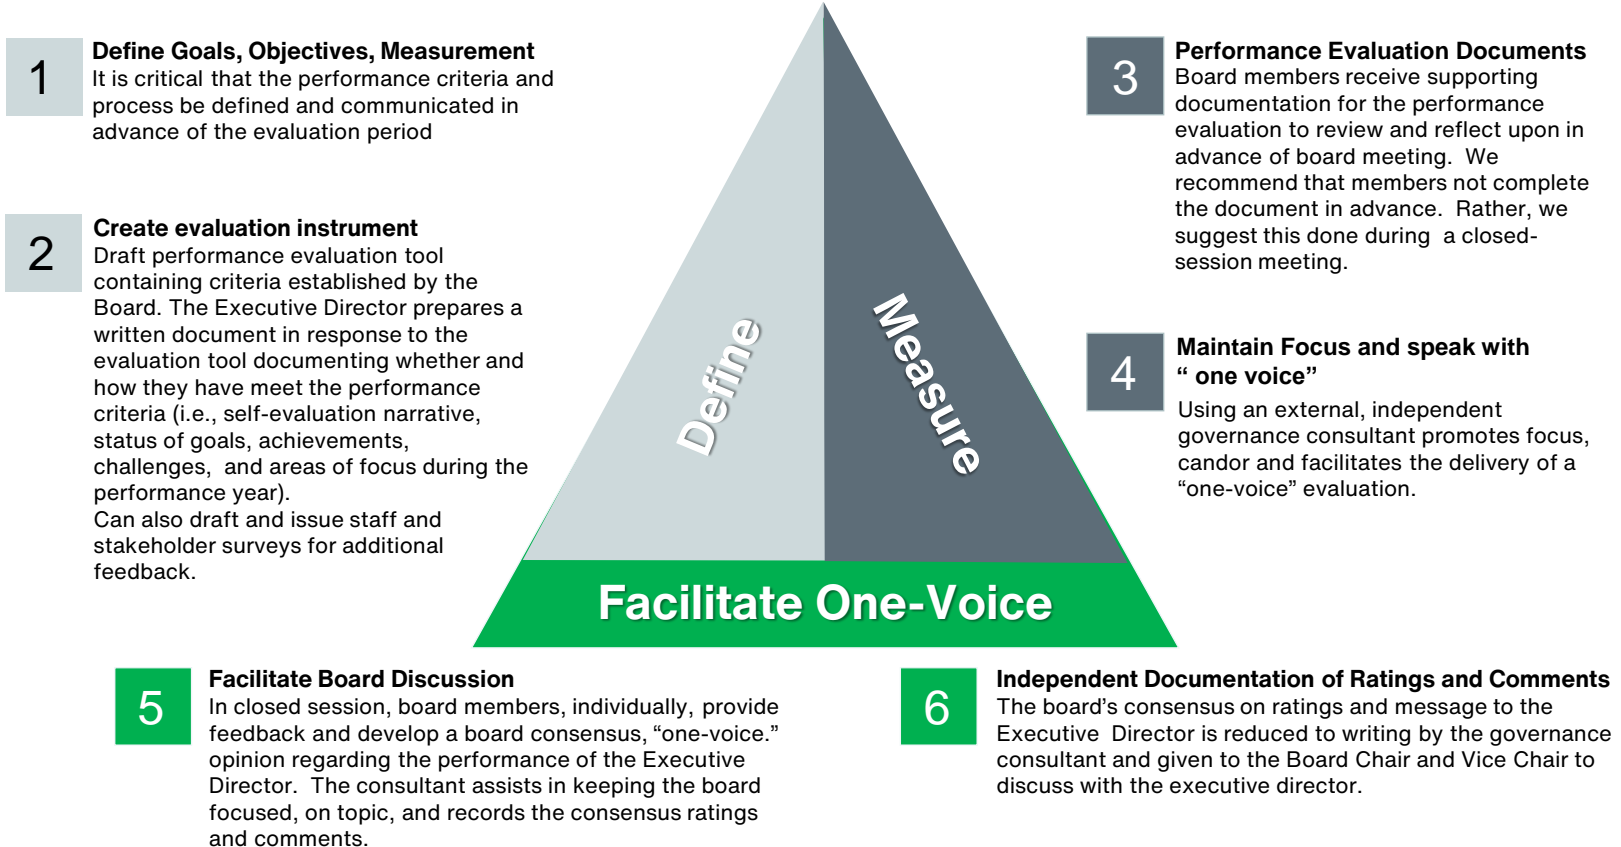 1
Define Goals, Objectives, Measurement
It is critical that the performance criteria and
process be defined and communicated in
advance of the evaluation period
2
Create evaluation instrument
Draft performance evaluation tool
containing criteria established by the
Board. The Executive Director prepares a
written document in response to the
evaluation tool documenting whether and
how they have meet the performance
criteria (i.e., self-evaluation narrative,
status of goals, achievements,
challenges,  and areas of focus during the
performance year).
Can also draft and issue staff and
stakeholder surveys for additional
feedback.
Define
Measure
Facilitate One-Voice
3
Performance Evaluation Documents
Board members receive supporting
documentation for the performance
evaluation to review and reflect upon in
advance of board meeting.  We
recommend that members not complete
the document in advance.  Rather, we
suggest this done during  a closed-
session meeting.
4
Maintain Focus and speak with
“ one voice”
Using an external, independent
governance consultant promotes focus,
candor and facilitates the delivery of a
“one-voice” evaluation.
5
Facilitate Board Discussion
In closed session, board members, individually, provide
feedback and develop a board consensus, “one-voice.”
opinion regarding the performance of the Executive
Director.  The consultant assists in keeping the board
focused, on topic, and records the consensus ratings
and comments.
6
Independent Documentation of Ratings and Comments
The board’s consensus on ratings and message to the
Executive  Director is reduced to writing by the governance
consultant and given to the Board Chair and Vice Chair to
discuss with the executive director.